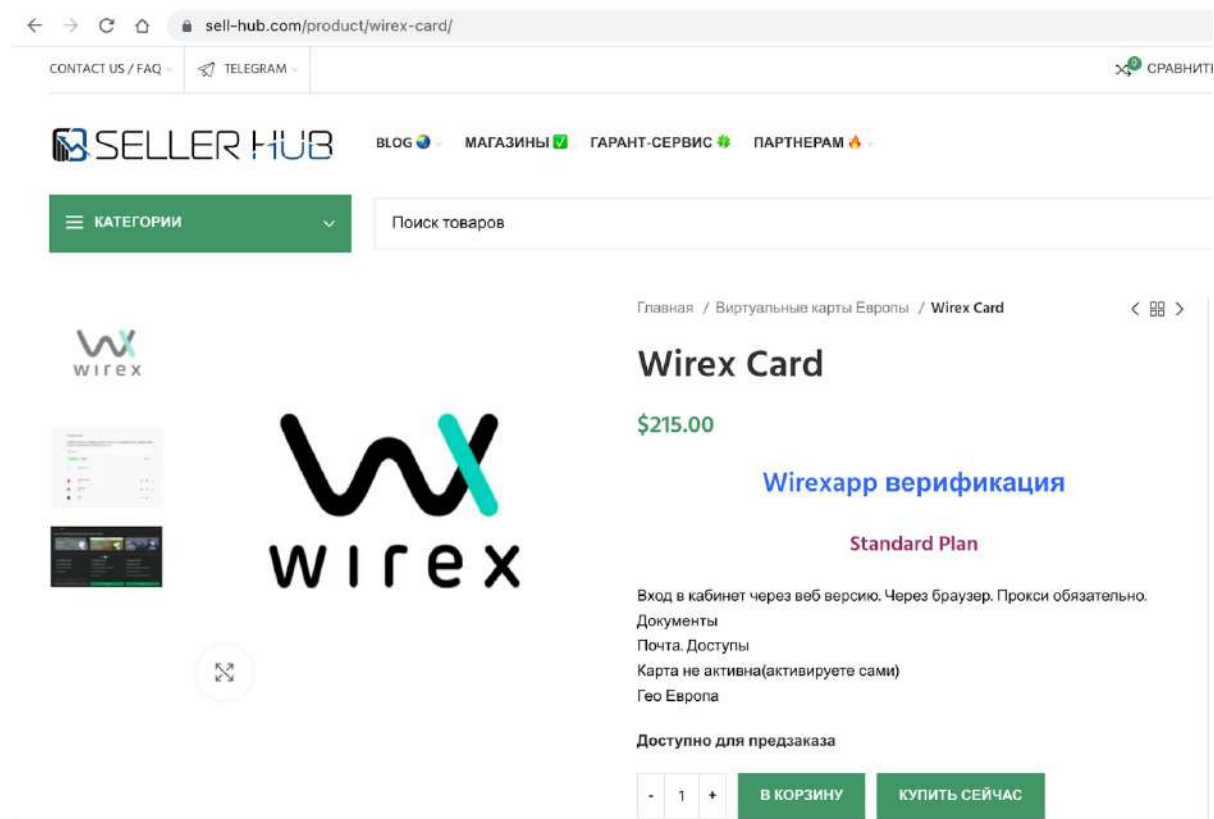 sell-hub.com/product/wirex-card/
CONTACT US / FAQ
TELEGRAM
0
СРАВНИТЬ
SELLER HUB
BLOG
МАГАЗИНЫ
ГАРАНТ-СЕРВИС
ПАРТНЕРАМ
КАТЕГОРИИ
Поиск товаров
Главная / Виртуальные карты Европы / Wirex Card
Wirex Card
$215.00
wirex
wirex
Wirexapp верификация
Standard Plan
Вход в кабинет через веб версию. Через браузер. Прокси обязательно.
Документы
Почта. Доступы
Карта не активна(активируете сами)
Гео Европа
Доступно для предзаказа
- 1 +
В КОРЗИНУ
КУПИТЬ СЕЙЧАС